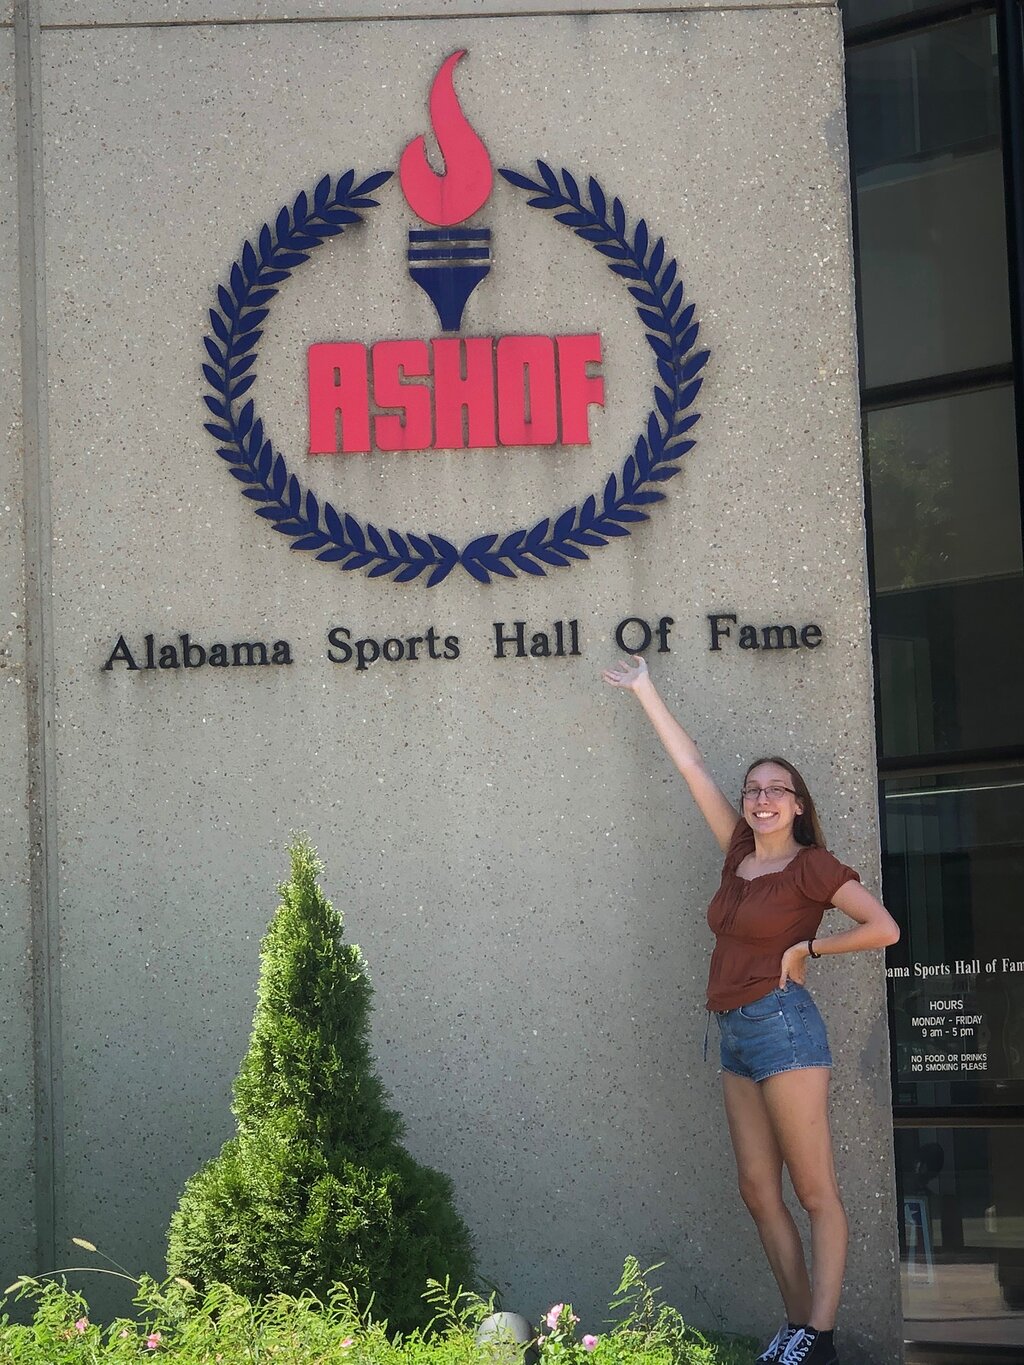 ASHOF
Alabama Sports Hall Of Fame
bama Sports Hall of Fam
HOURS
MONDAY - FRIDAY
9 am - 5 pm
NO FOOD OR DRINKS
NO SMOKING PLEASE